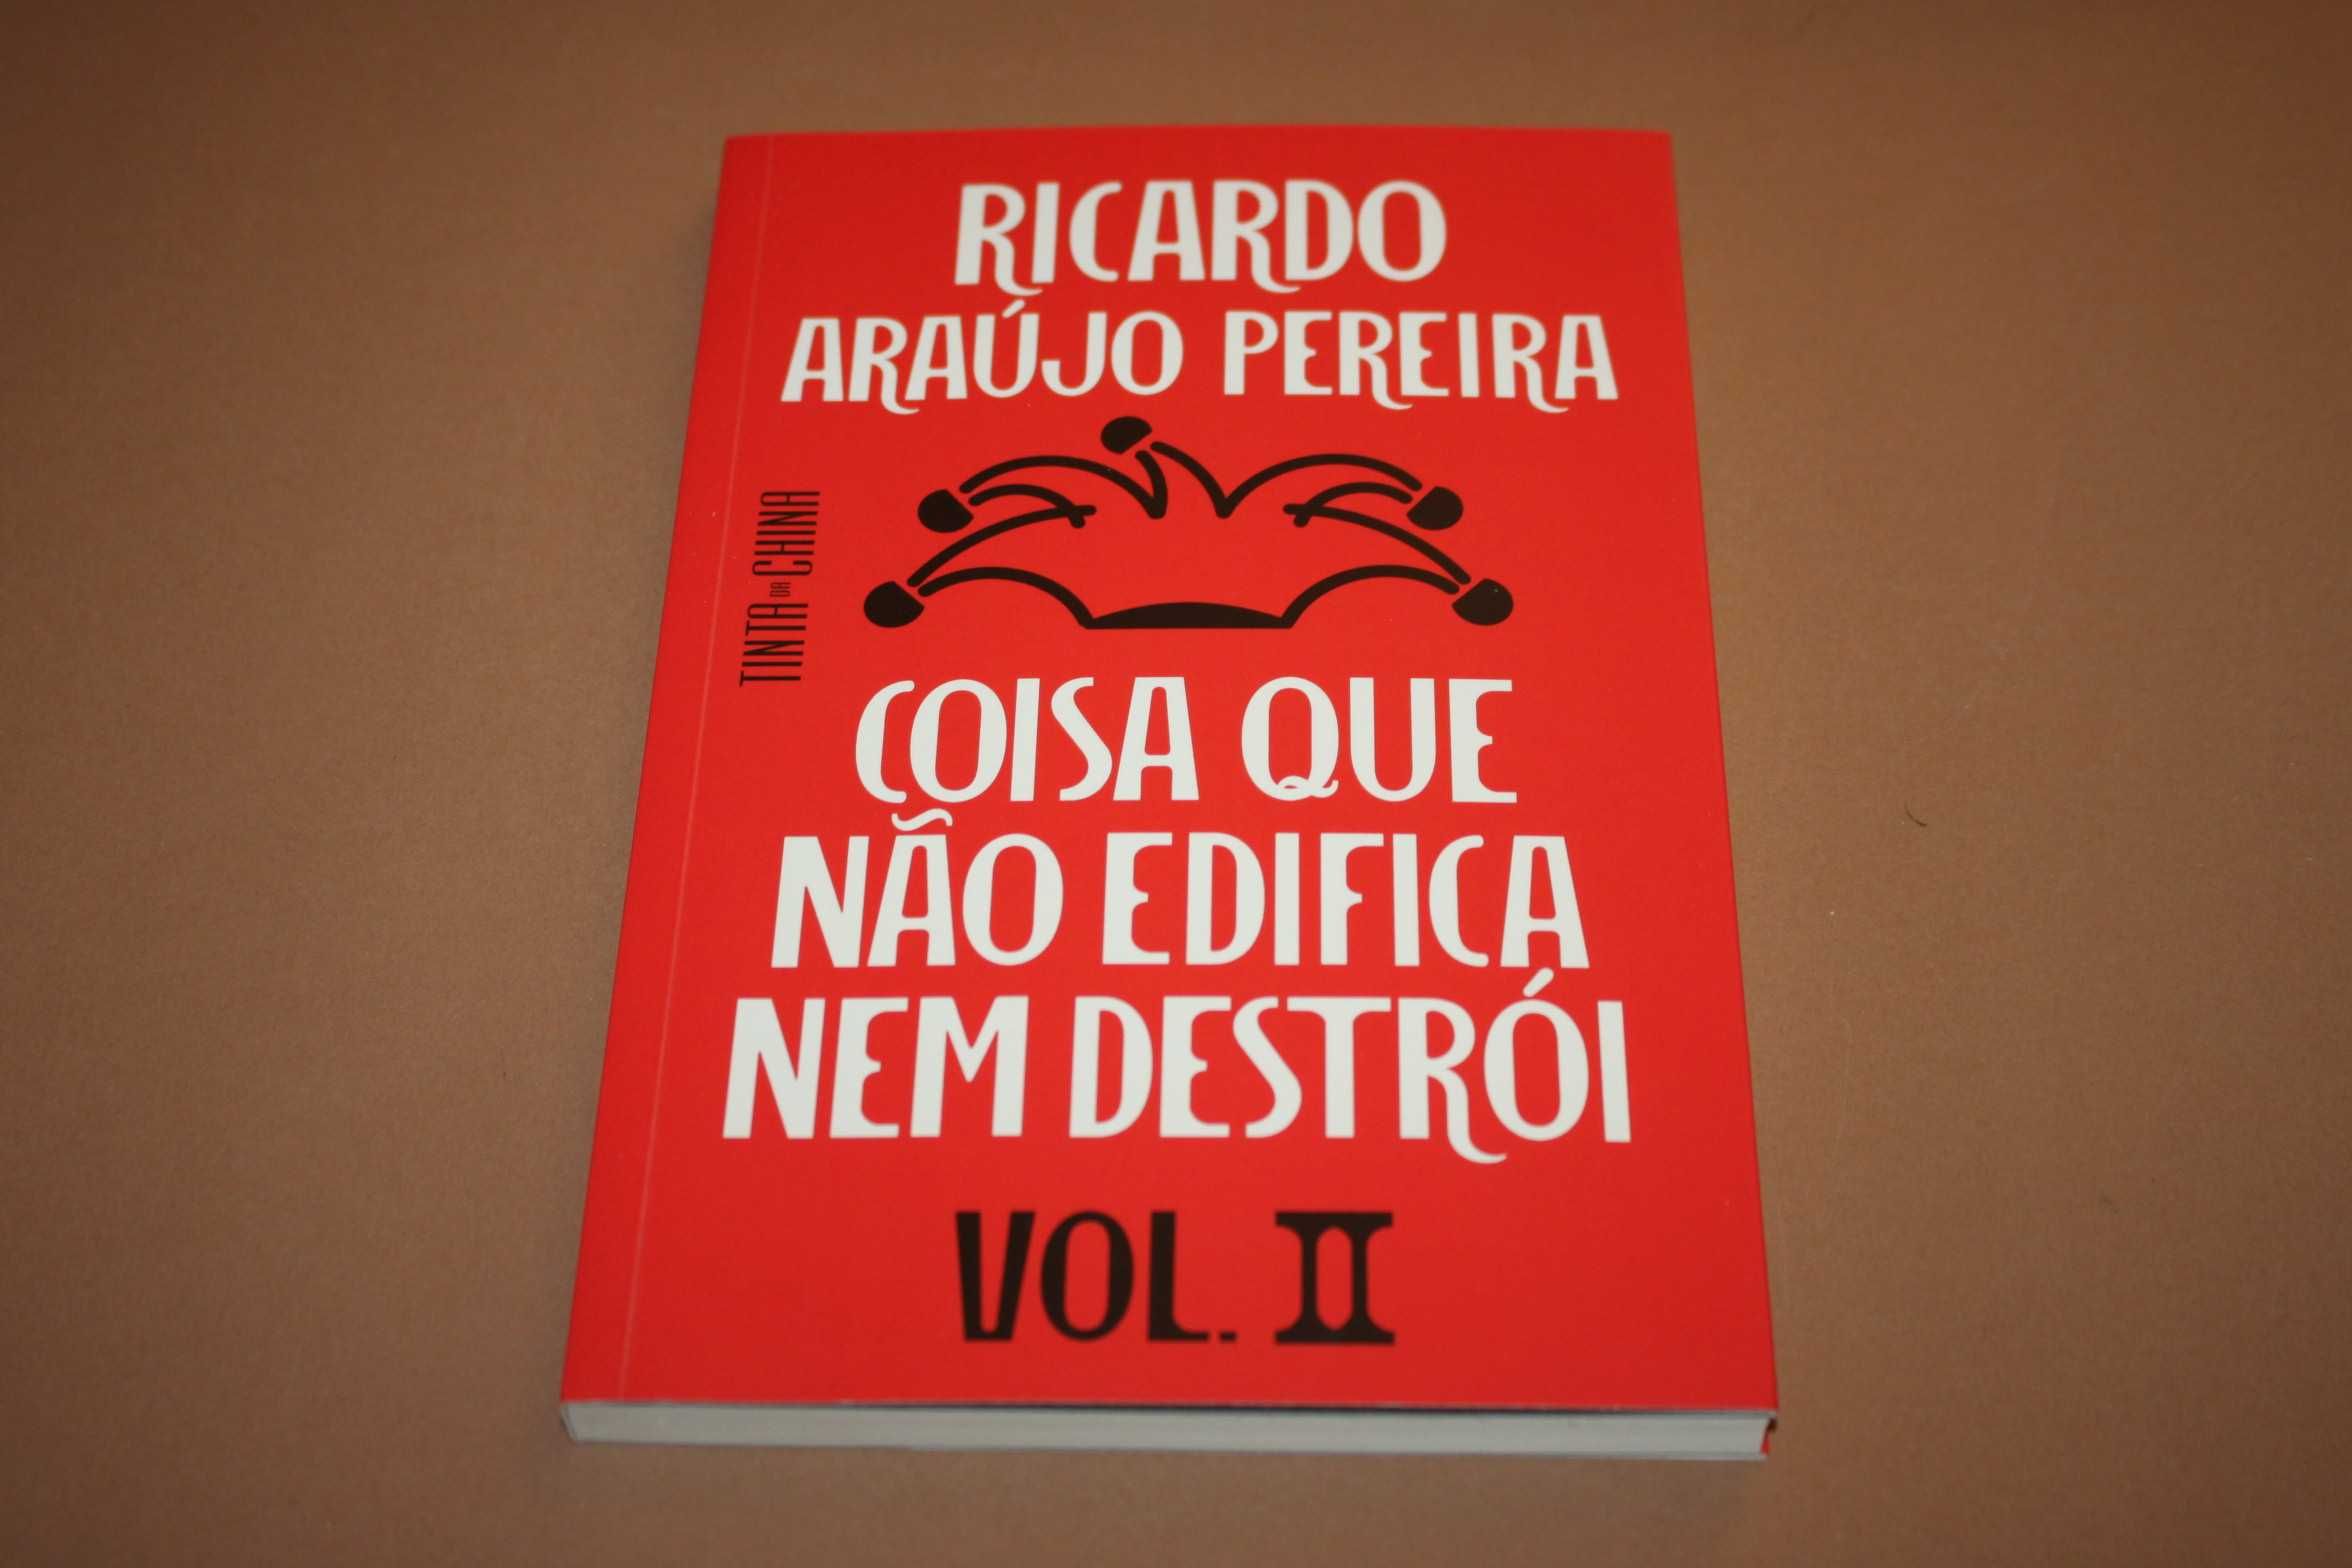 RICARDO
ARAÚJO PEREIRA
TINTA DA CHINA
COISA QUE
NÃO EDIFICA
NEM DESTRÓI
VOL. II